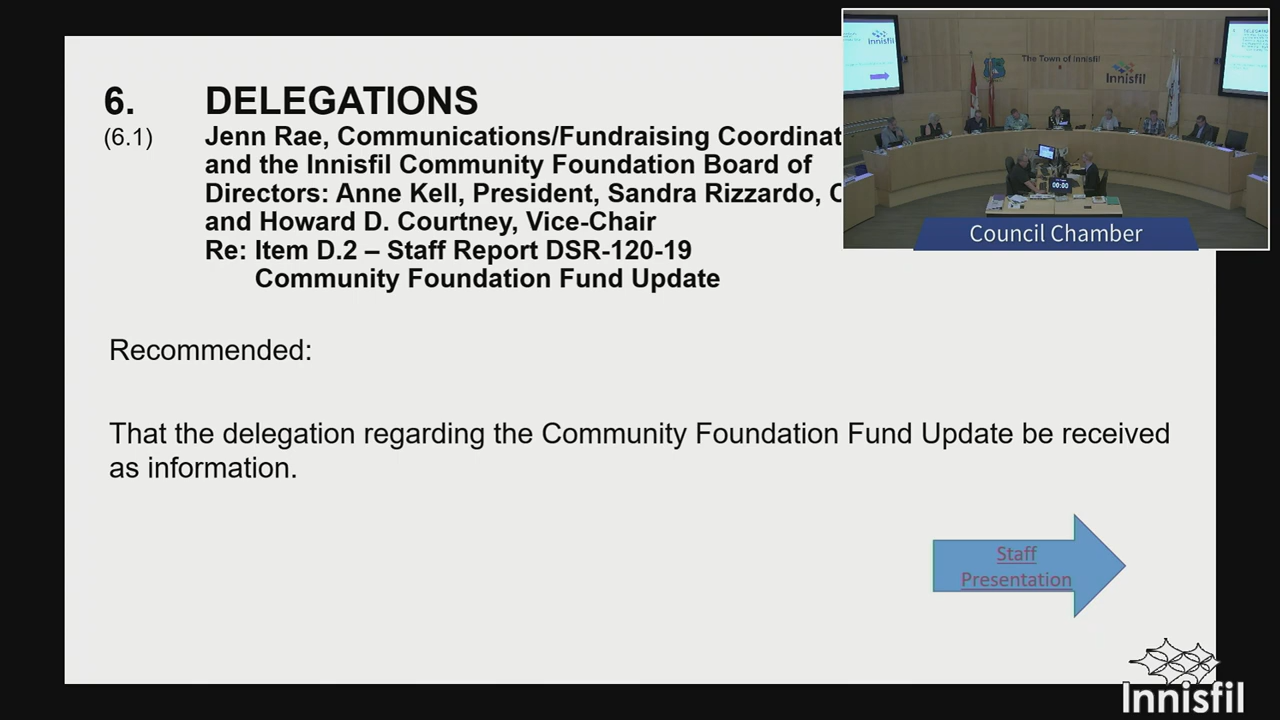 6. DELEGATIONS
(6.1) Jenn Rae, Communications/Fundraising Coordinat
and the Innisfil Community Foundation Board of
Directors: Anne Kell, President, Sandra Rizzardo, C
and Howard D. Courtney, Vice-Chair
Re: Item D.2 – Staff Report DSR-120-19
Community Foundation Fund Update
Recommended:
That the delegation regarding the Community Foundation Fund Update be received
as information.
Staff
Presentation
Innisfil
The Town of Innisfil
Innisfil
00:00
Council Chamber
Innisfil